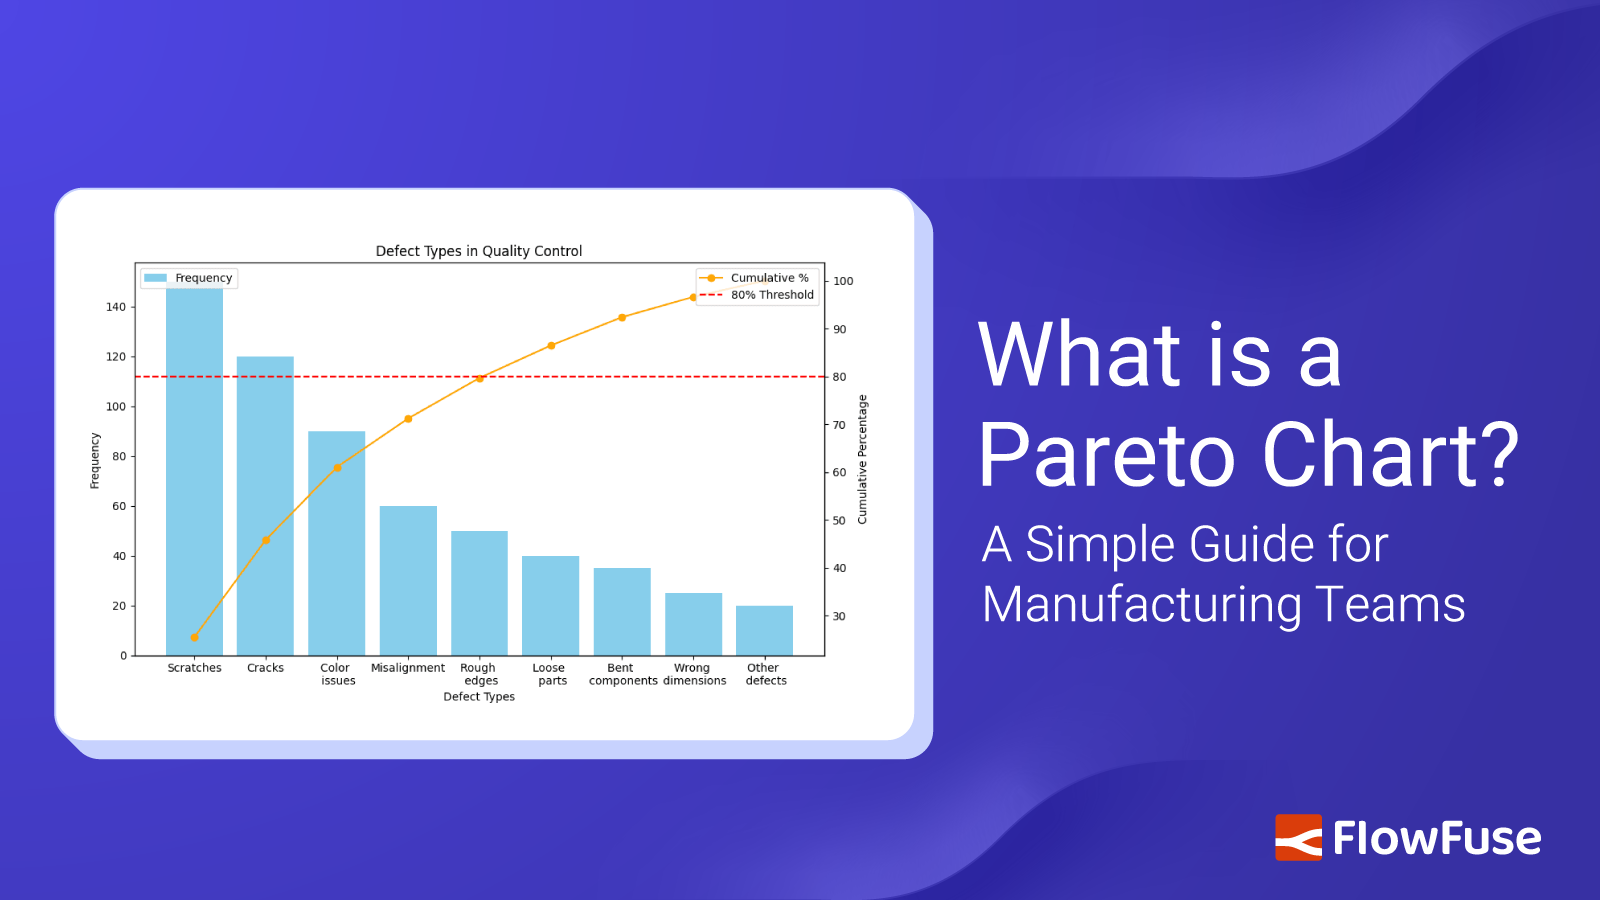 Defect Types in Quality Control
Frequency
Cumulative %
80% Threshold
140
120
100
80
60
40
20
0
Frequency
100
90
80
70
60
50
40
30
Cumulative Percentage
Scratches Cracks Color issues Misalignment Rough edges Loose parts Bent components Wrong dimensions Other defects
Defect Types
What is a
Pareto Chart?
A Simple Guide for
Manufacturing Teams
FlowFuse